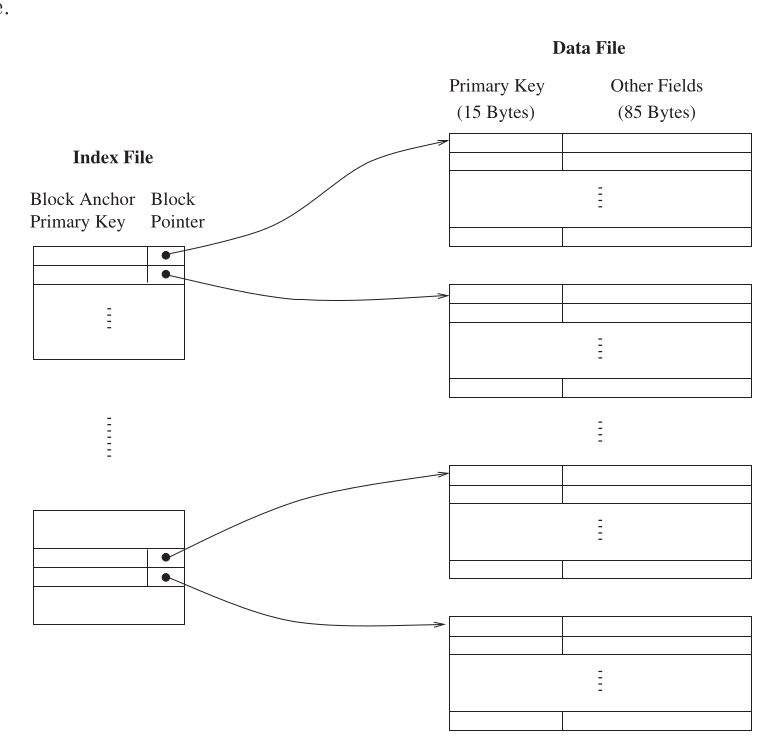 e.
Data File
Primary Key Other Fields
(15 Bytes) (85 Bytes)
Index File
Block Anchor Block
Primary Key Pointer